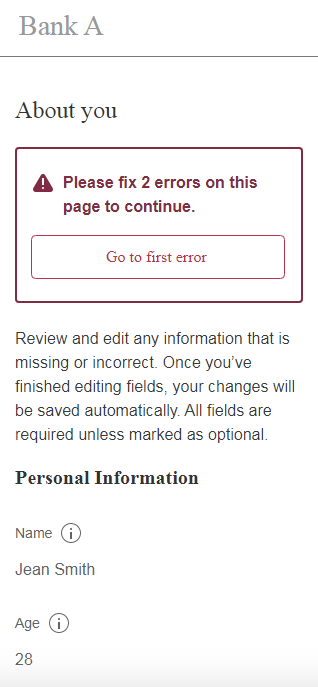 Bank A
About you
Please fix 2 errors on this
page to continue.
Go to first error
Review and edit any information that is
missing or incorrect. Once you’ve
finished editing fields, your changes will
be saved automatically. All fields are
required unless marked as optional.
Personal Information
Name
Jean Smith
Age
28